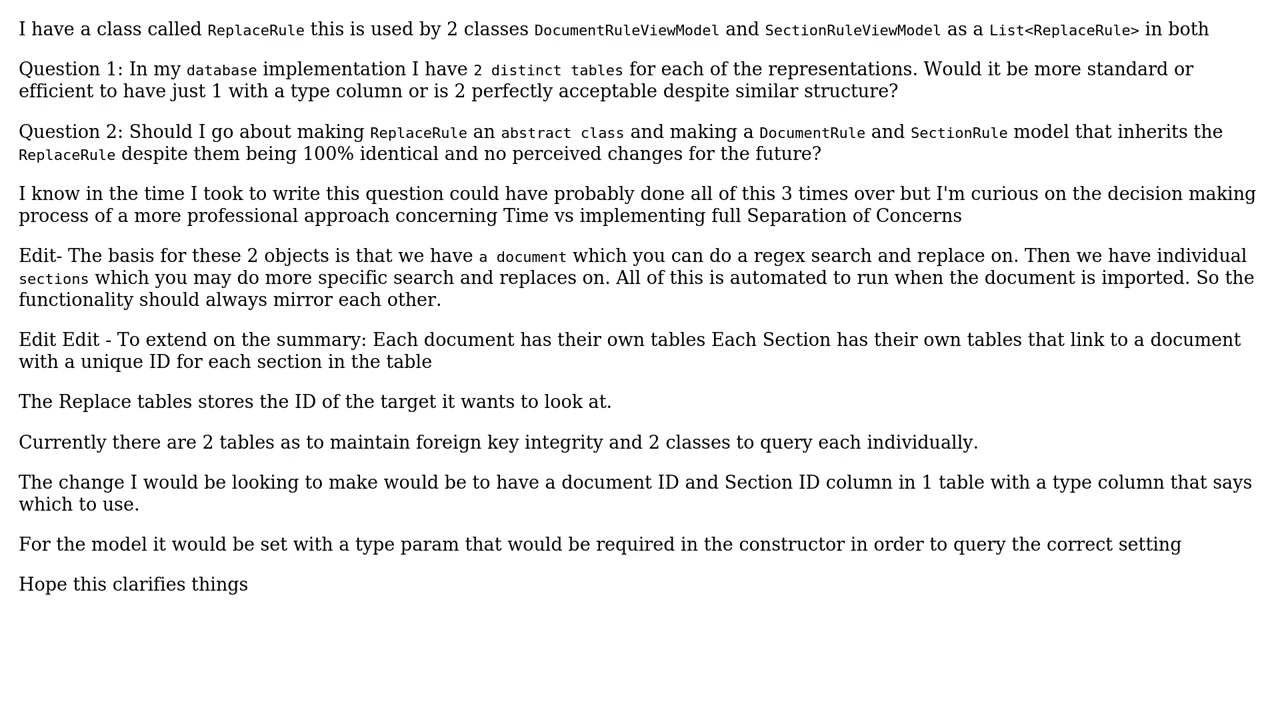 I have a class called ReplaceRule this is used by 2 classes DocumentRuleViewModel and SectionRuleViewModel as a List<ReplaceRule> in both
Question 1: In my database implementation I have 2 distinct tables for each of the representations. Would it be more standard or
efficient to have just 1 with a type column or is 2 perfectly acceptable despite similar structure?
Question 2: Should I go about making ReplaceRule an abstract class and making a DocumentRule and SectionRule model that inherits the
ReplaceRule despite them being 100% identical and no perceived changes for the future?
I know in the time I took to write this question could have probably done all of this 3 times over but I'm curious on the decision making
process of a more professional approach concerning Time vs implementing full Separation of Concerns
Edit- The basis for these 2 objects is that we have a document which you can do a regex search and replace on. Then we have individual
sections which you may do more specific search and replaces on. All of this is automated to run when the document is imported. So the
functionality should always mirror each other.
Edit Edit - To extend on the summary: Each document has their own tables Each Section has their own tables that link to a document
with a unique ID for each section in the table
The Replace tables stores the ID of the target it wants to look at.
Currently there are 2 tables as to maintain foreign key integrity and 2 classes to query each individually.
The change I would be looking to make would be to have a document ID and Section ID column in 1 table with a type column that says
which to use.
For the model it would be set with a type param that would be required in the constructor in order to query the correct setting
Hope this clarifies things